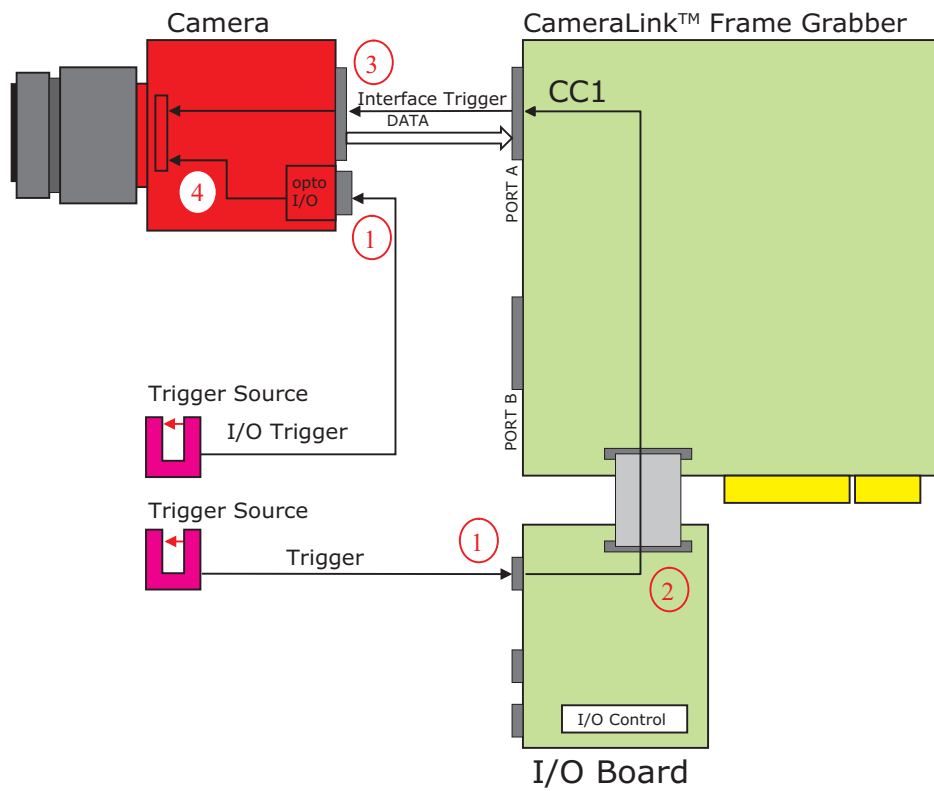 Camera
CameraLink™ Frame Grabber
3
Interface Trigger
CC1
DATA
opto
I/O
4
PORT A
1
Trigger Source
I/O Trigger
PORT B
Trigger Source
Trigger
1
2
I/O Control
I/O Board